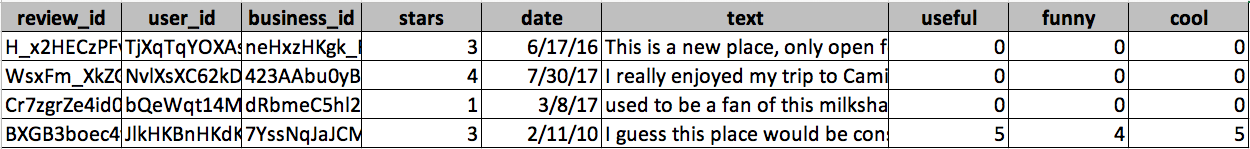 review_id user_id business_id stars date text useful funny cool
H_x2HECzPFv TjXqTqYOXAs neHxzHKgk_ 3 6/17/16 This is a new place, only open f 0 0 0
WsxFm_XkZ NvlXsXC62kD 423AAbu0yB 4 7/30/17 I really enjoyed my trip to Cami 0 0 0
Cr7zgrZe4id0 bQeWqt14M dRbmeC5hl2 1 3/8/17 used to be a fan of this milksha 0 0 0
BXGB3boec4 JlkHKBnHKdK 7YssNqJaJCM 3 2/11/10 I guess this place would be cons 5 4 5